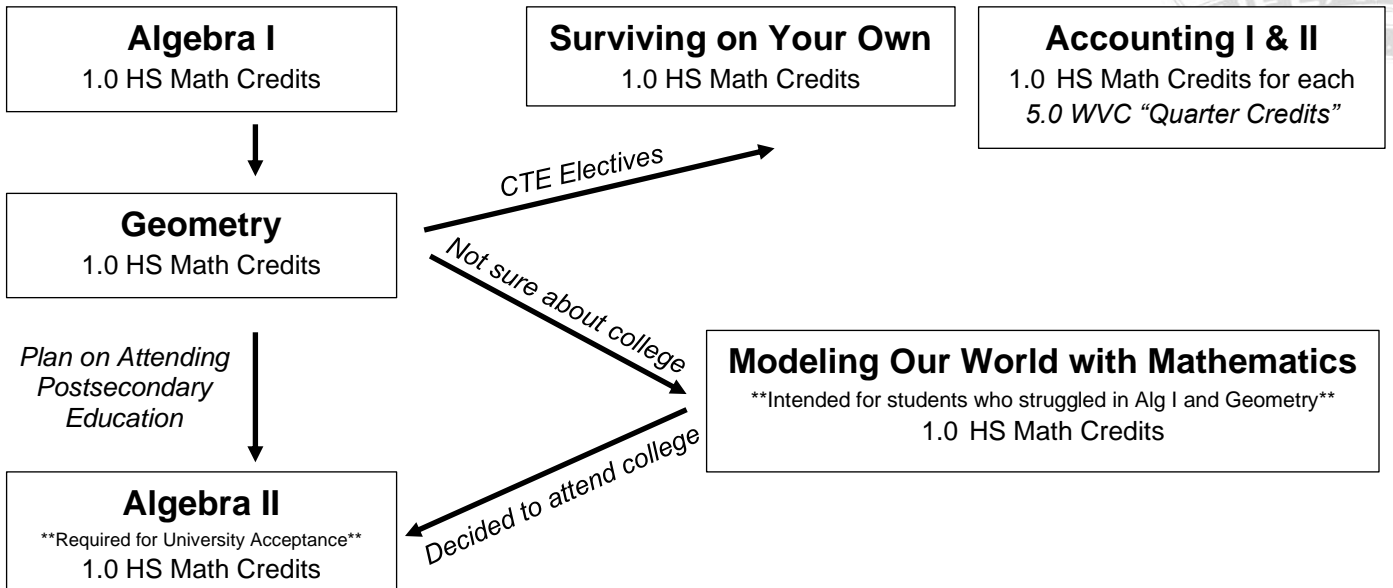 Algebra I
1.0 HS Math Credits
Surviving on Your Own
1.0 HS Math Credits
Accounting I & II
1.0 HS Math Credits for each
5.0 WVC “Quarter Credits”
CTE Electives
Geometry
1.0 HS Math Credits
Not sure about college
Plan on Attending
Postsecondary
Education
Modeling Our World with Mathematics
**Intended for students who struggled in Alg I and Geometry**
1.0 HS Math Credits
Decided to attend college
Algebra II
**Required for University Acceptance**
1.0 HS Math Credits